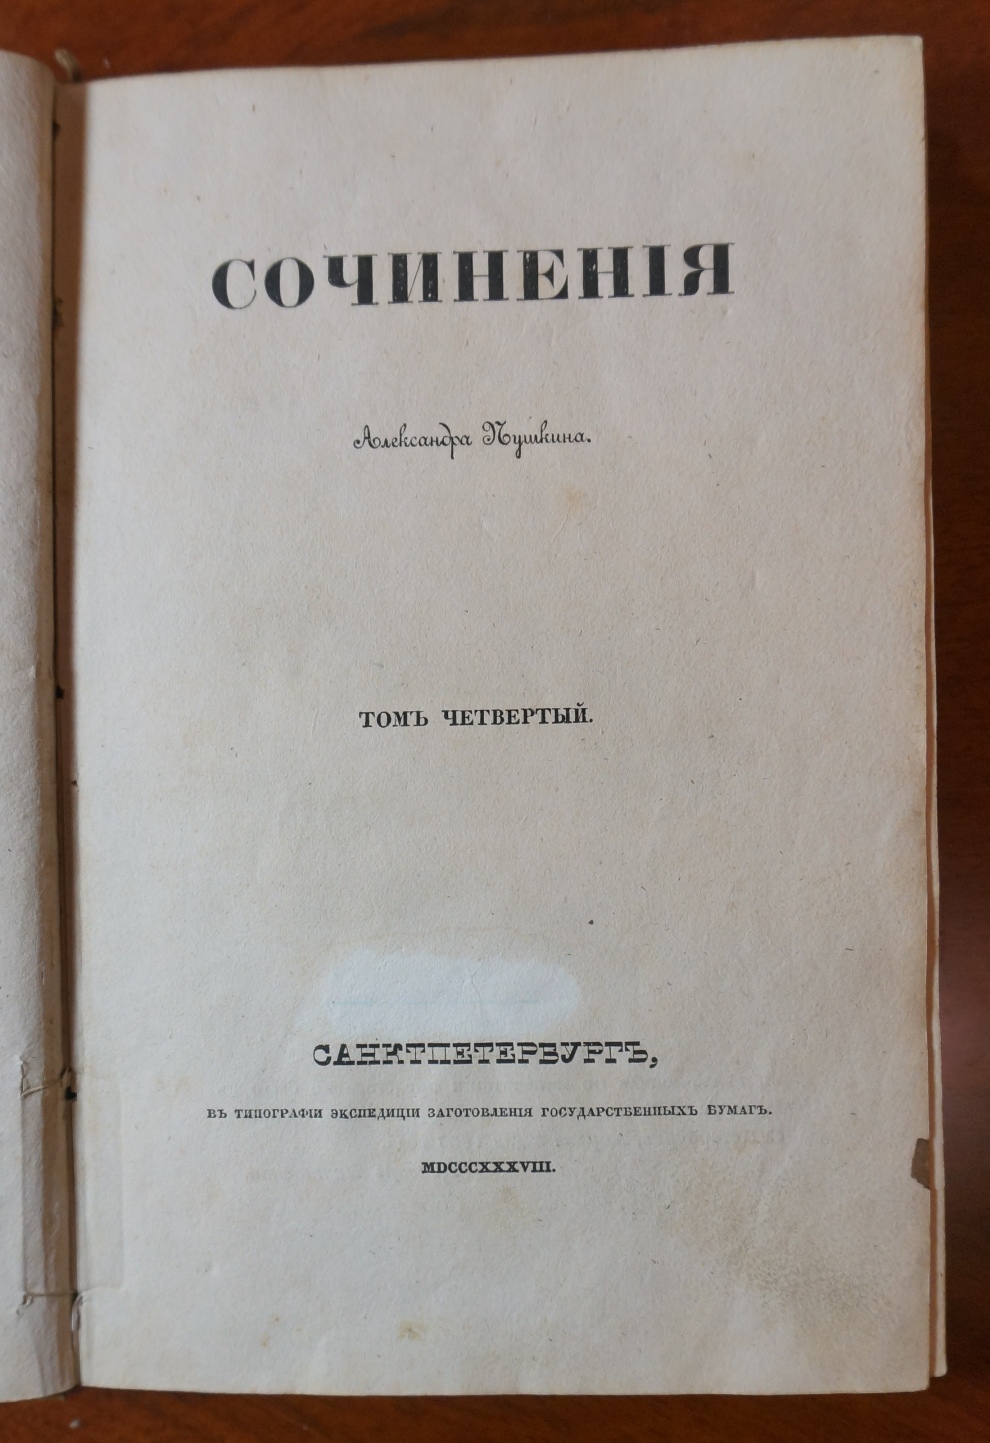 СОЧИНЕНІЯ
Александра Пушкина.
ТОМЪ ЧЕТВЕРТЫЙ.
САНКТПЕТЕРБУРГЪ,
ВЪ ТИПОГРАФІИ ЭКСПЕДИЦІИ ЗАГОТОВЛЕНІЯ ГОСУДАРСТВЕННЫХЪ БУМАГЪ.
MDCCCXXXVIII.